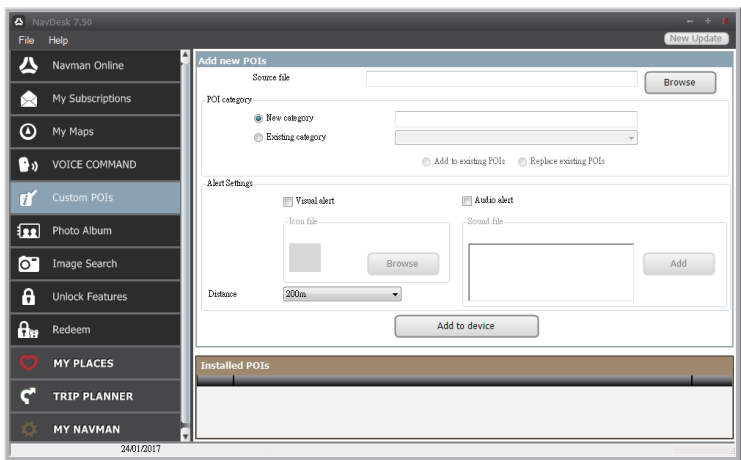 NavDesk 7.50
File Help
New Update
Navman Online
My Subscriptions
My Maps
VOICE COMMAND
Custom POIs
Photo Album
Image Search
Unlock Features
Redeem
MY PLACES
TRIP PLANNER
MY NAVMAN
Add new POIs
Source file
Browse
POI category
New category
Existing category
Add to existing POIs Replace existing POIs
Alert Settings
Visual alert Audio alert
Icon file Sound file
Browse Add
Distance 200m
Add to device
Installed POIs
24/01/2017